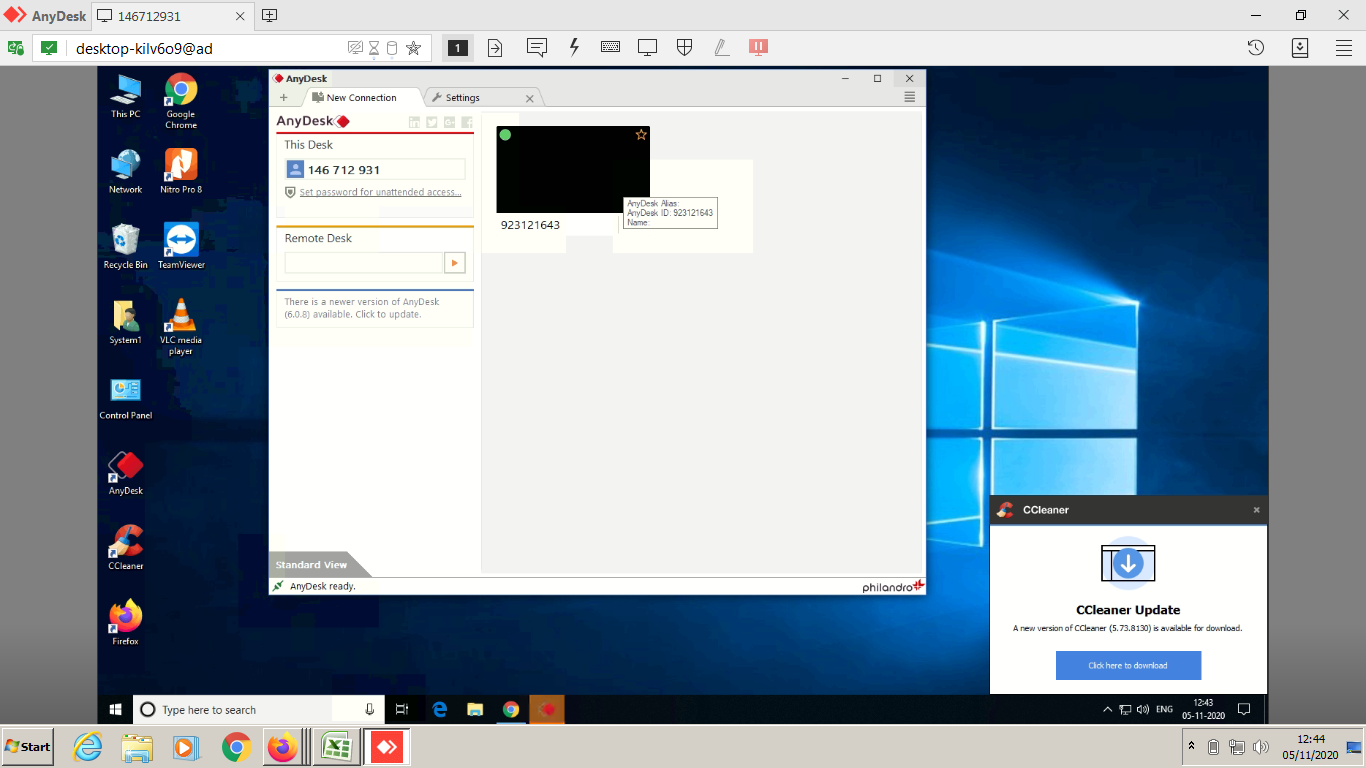 AnyDesk
146712931
desktop-kilv6o9@ad
1
This PC
Google
Chrome
Network
Nitro Pro 8
Recycle Bin
TeamViewer
System1
VLC media
player
Control Panel
AnyDesk
CCleaner
Firefox
AnyDesk
New Connection
Settings
AnyDesk
This Desk
146 712 931
Set password for unattended access...
Remote Desk
There is a newer version of AnyDesk
(6.0.8) available. Click to update.
923121643
AnyDesk Alias:
AnyDesk ID: 923121643
Name:
Standard View
AnyDesk ready.
philandro
CCleaner
CCleaner Update
A new version of CCleaner (5.73.8130) is available for download.
Click here to download
Type here to search
ENG
12:43
05-11-2020
Start
12:44
05/11/2020